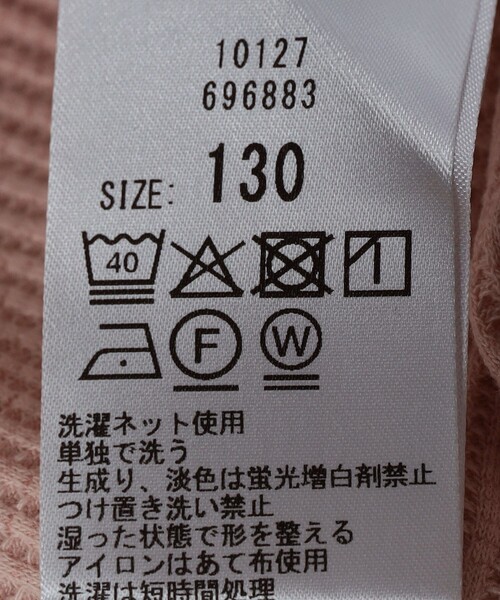 10127
696883
SIZE: 130
40
F W
洗濯ネット使用
単独で洗う
生成り、淡色は蛍光増白剤禁止
つけ置き洗い禁止
湿った状態で形を整える
アイロンはあて布使用
洗濯は短時間処理